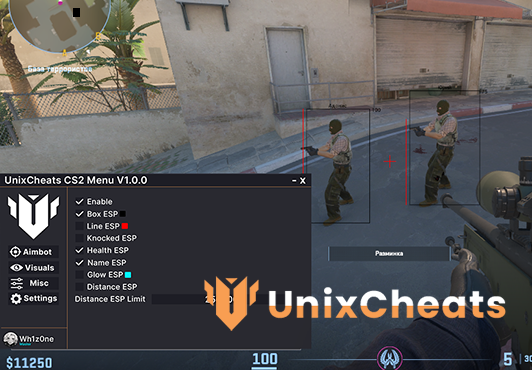 База террористов
UnixCheats CS2 Menu V1.0.0
- x
Enable
Box ESP
Line ESP
Knocked ESP
Health ESP
Name ESP
Glow ESP
Distance ESP
Distance ESP Limit
Aimbot
Visuals
Misc
Settings
Wh1z0ne
Разминка
UnixCheats
$11250
100
5